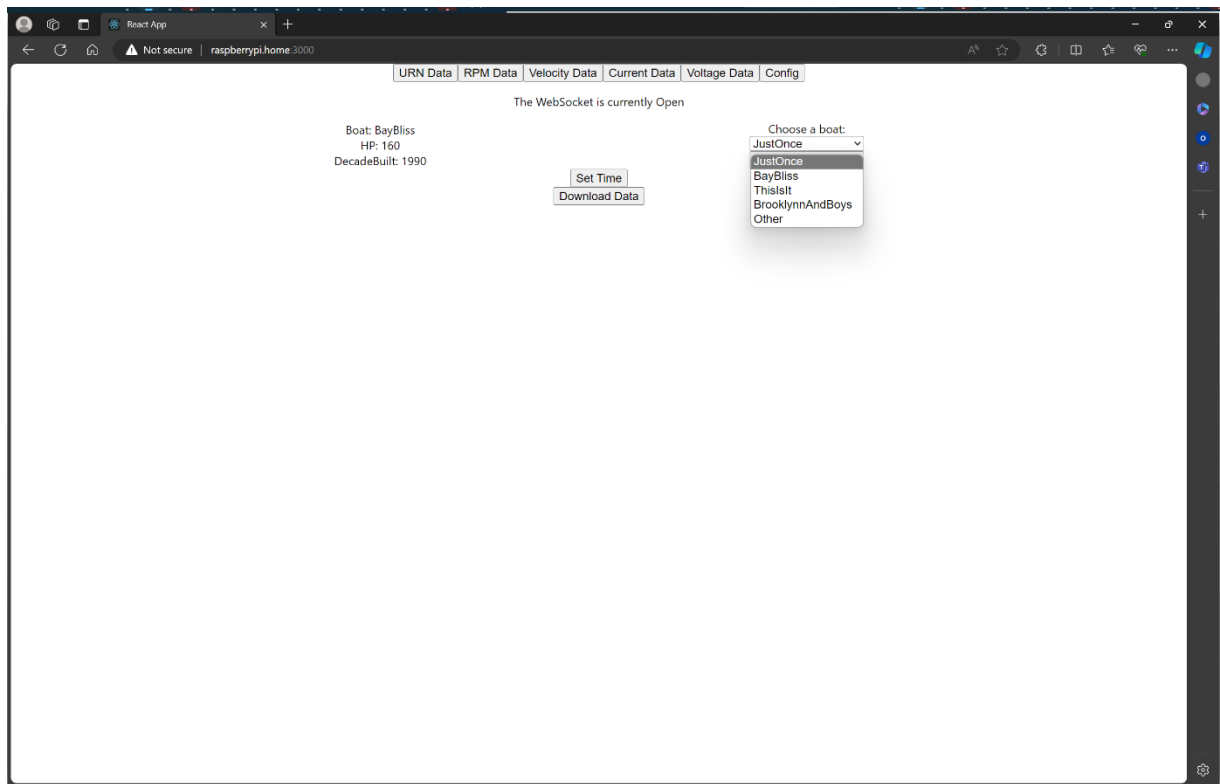 React App
Not secure | raspberrypi.home:3000
URN Data RPM Data Velocity Data Current Data Voltage Data Config
The WebSocket is currently Open
Boat: BayBliss
HP: 160
DecadeBuilt: 1990
Choose a boat:
JustOnce
JustOnce
BayBliss
ThisIsIt
BrooklynnAndBoys
Other
Set Time
Download Data